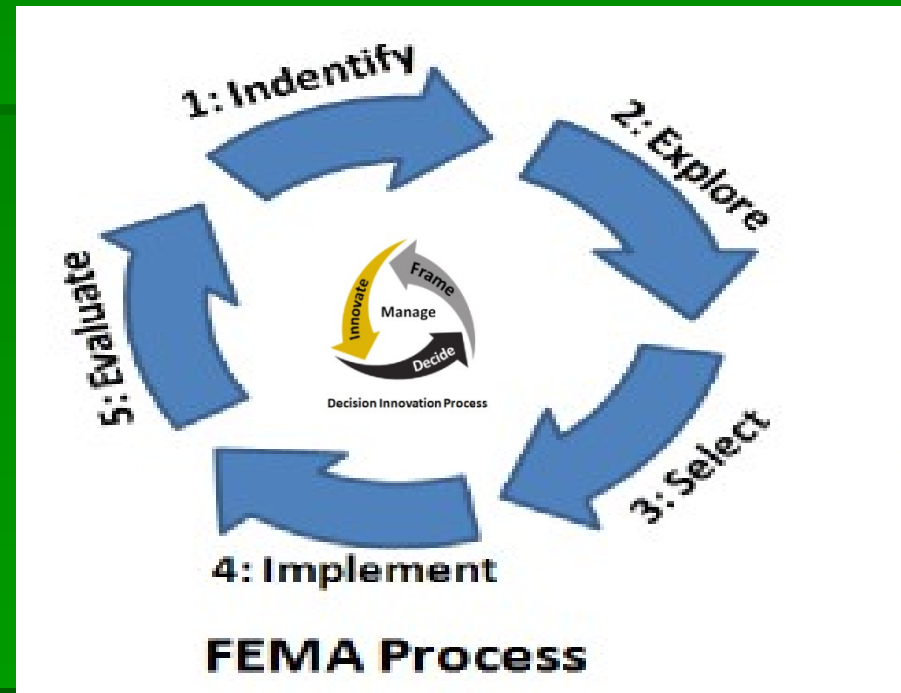 1: Indentify
2: Explore
3: Select
4: Implement
5: Evaluate
Innovate
Frame
Manage
Decide
Decision Innovation Process
FEMA Process